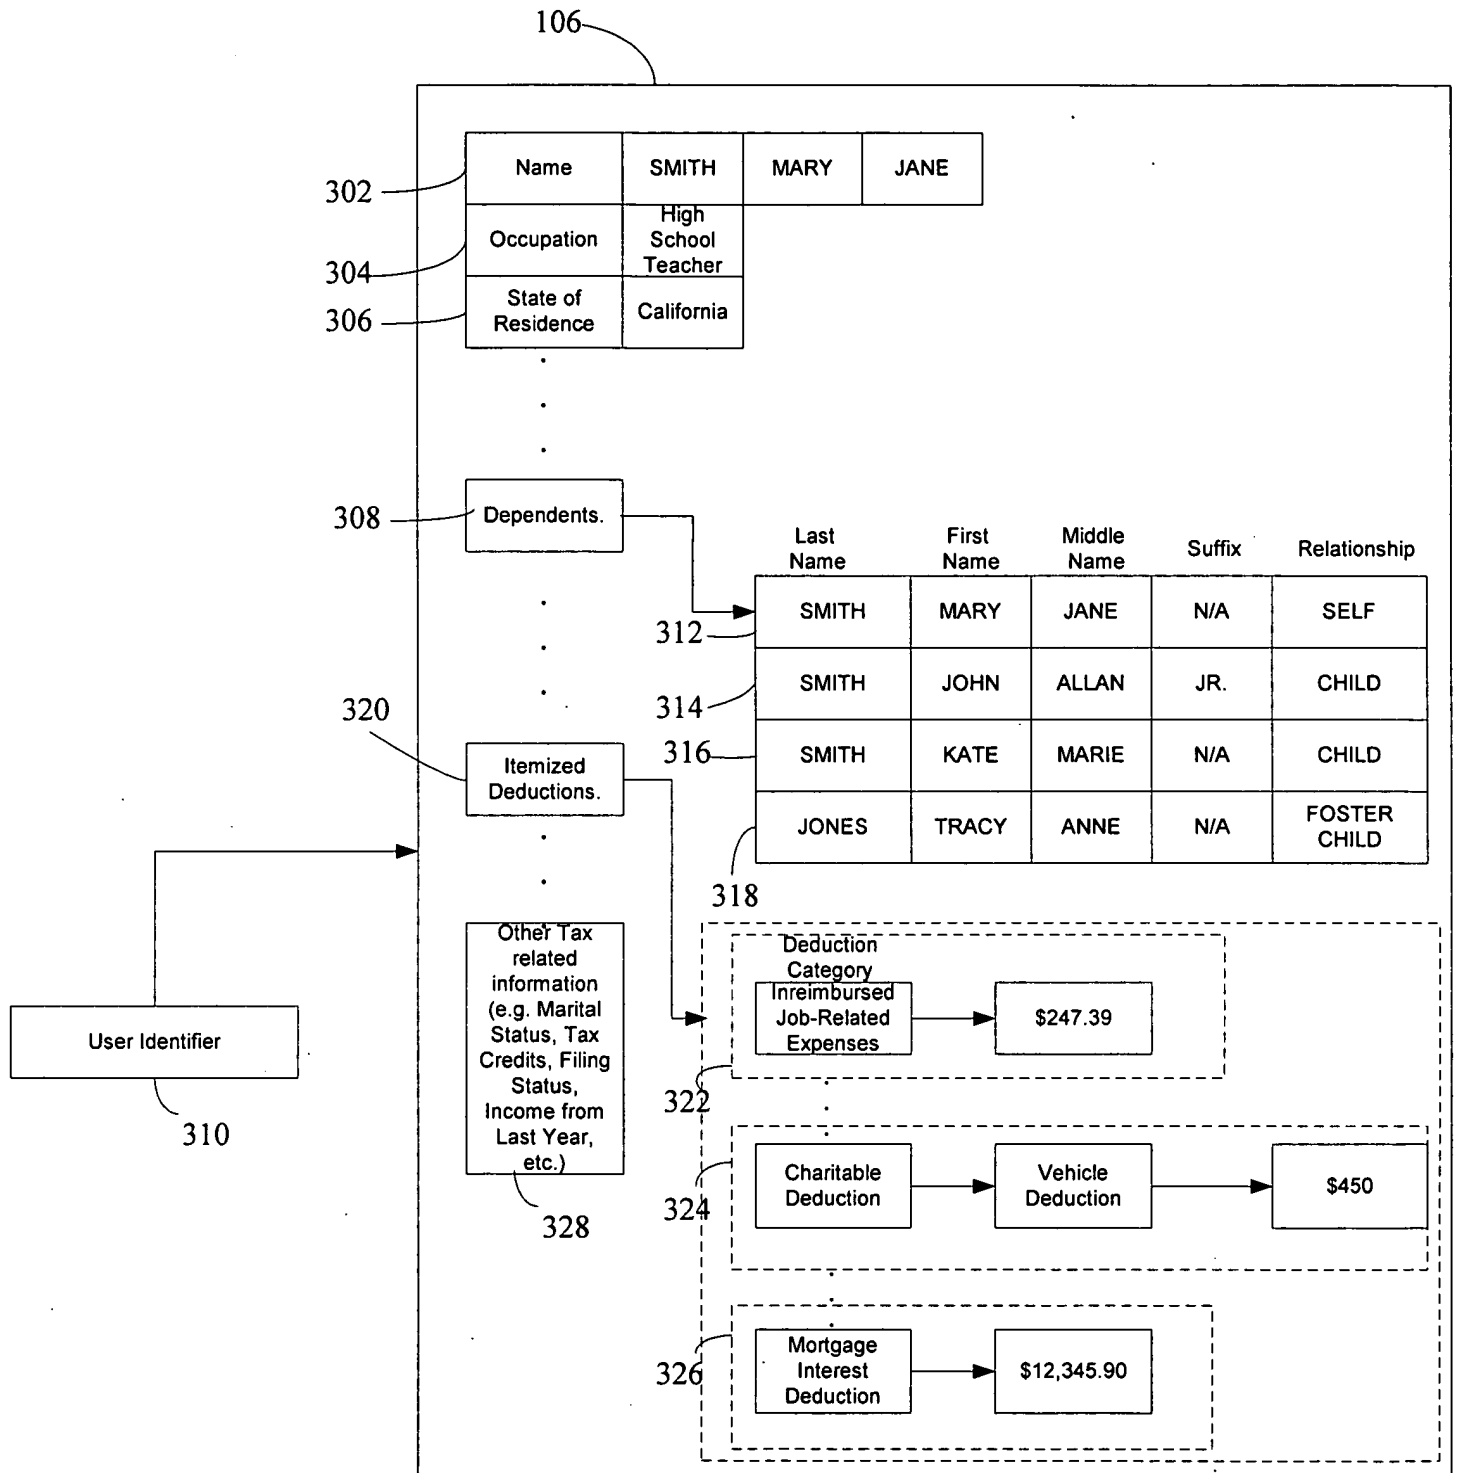 106
302
Name SMITH MARY JANE
304
Occupation
High
School
Teacher
306
State of
Residence
California
308
Dependents.
Last
Name
First
Name
Middle
Name
Suffix
Relationship
312
SMITH MARY JANE N/A SELF
314
SMITH JOHN ALLAN JR. CHILD
316
SMITH KATE MARIE N/A CHILD
318
JONES TRACY ANNE N/A
FOSTER
CHILD
320
Itemized
Deductions.
User Identifier
310
Other Tax
related
information
(e.g. Marital
Status, Tax
Credits, Filing
Status,
Income from
Last Year,
etc.)
328
Deduction
Category
Inreimbursed
Job-Related
Expenses
$247.39
322
Charitable
Deduction
Vehicle
Deduction
$450
324
Mortgage
Interest
Deduction
$12,345.90
326